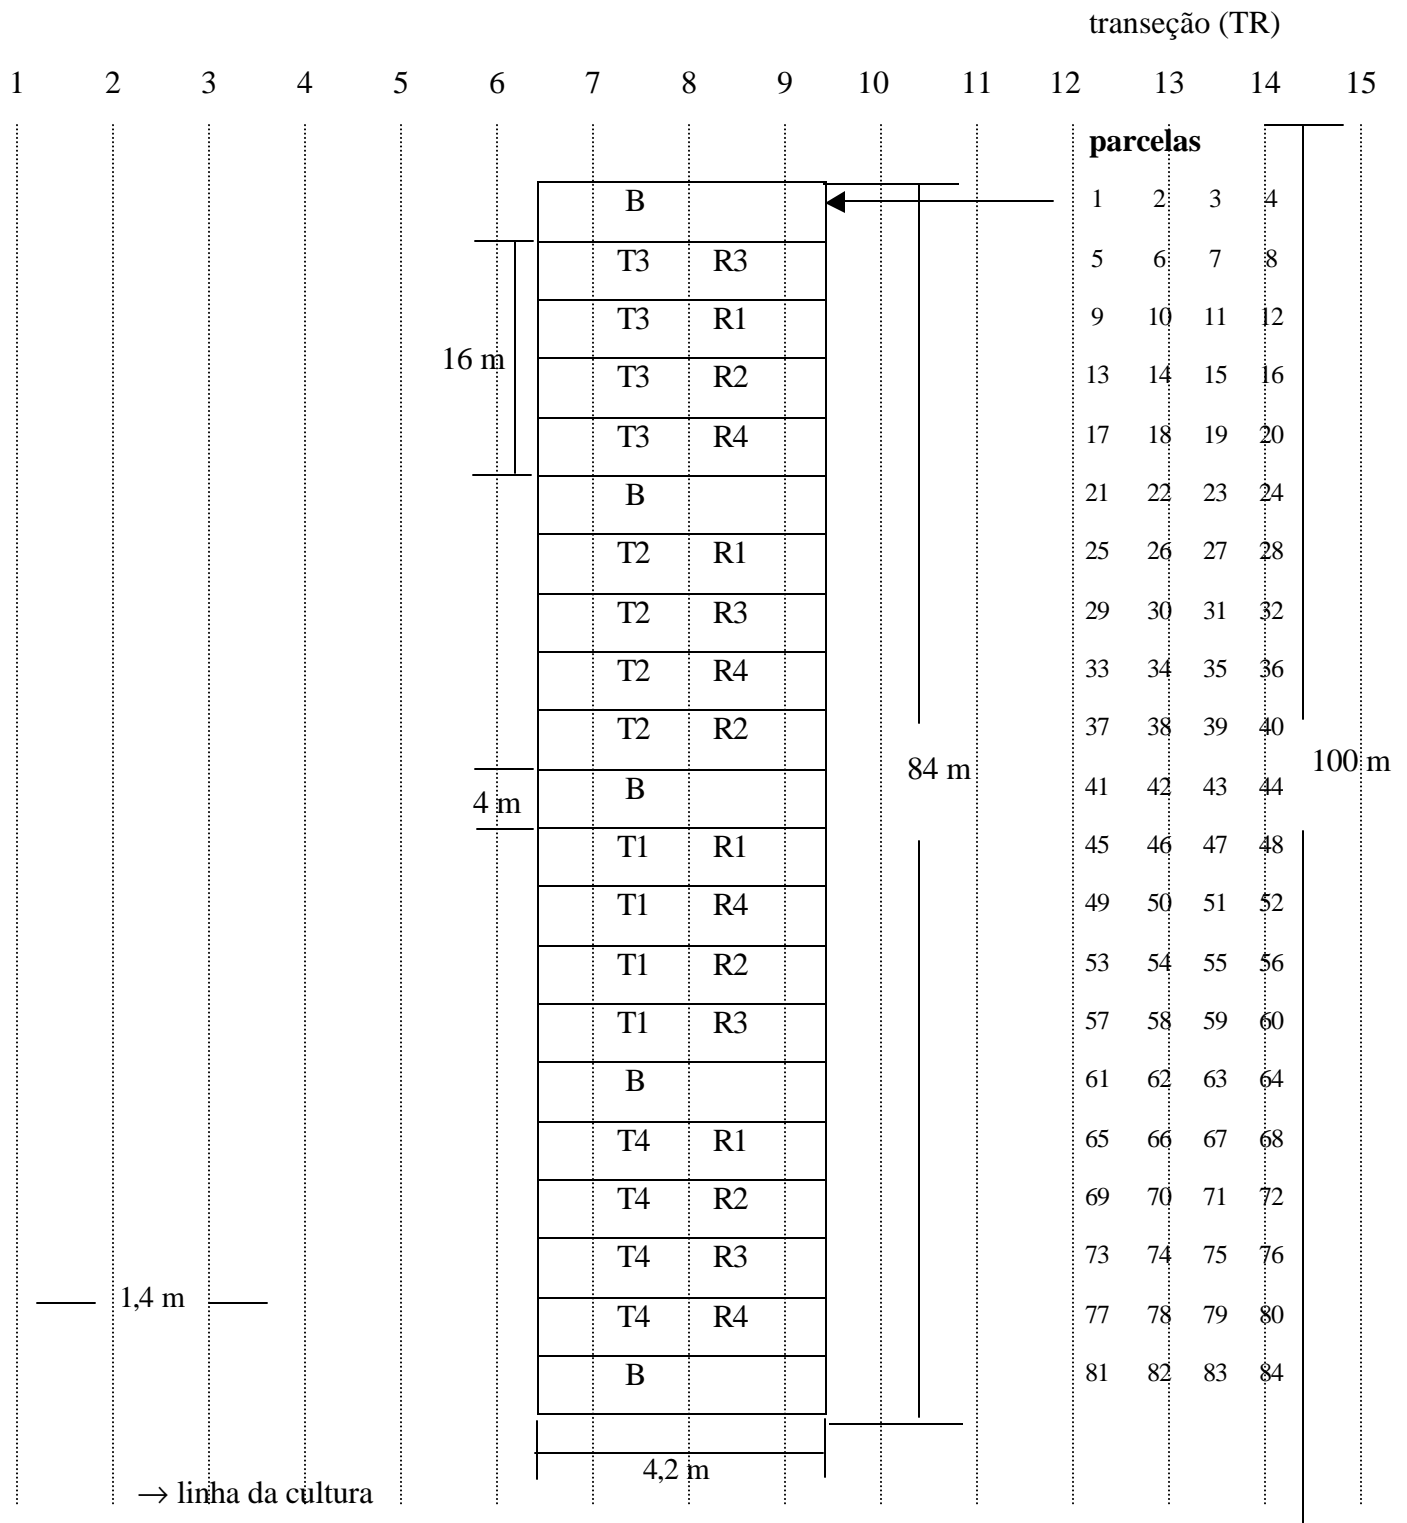 transeção (TR)
1 2 3 4 5 6 7 8 9 10 11 12 13 14 15
parcelas
B 1 2 3 4
T3 R3 5 6 7 8
T3 R1 9 10 11 12
16 m
T3 R2 13 14 15 16
T3 R4 17 18 19 20
B 21 22 23 24
T2 R1 25 26 27 28
T2 R3 29 30 31 32
T2 R4 33 34 35 36
T2 R2 37 38 39 40
84 m 100 m
B 41 42 43 44
4 m
T1 R1 45 46 47 48
T1 R4 49 50 51 52
T1 R2 53 54 55 56
T1 R3 57 58 59 60
B 61 62 63 64
T4 R1 65 66 67 68
T4 R2 69 70 71 72
T4 R3 73 74 75 76
1,4 m
T4 R4 77 78 79 80
B 81 82 83 84
4,2 m
→ linha da cultura